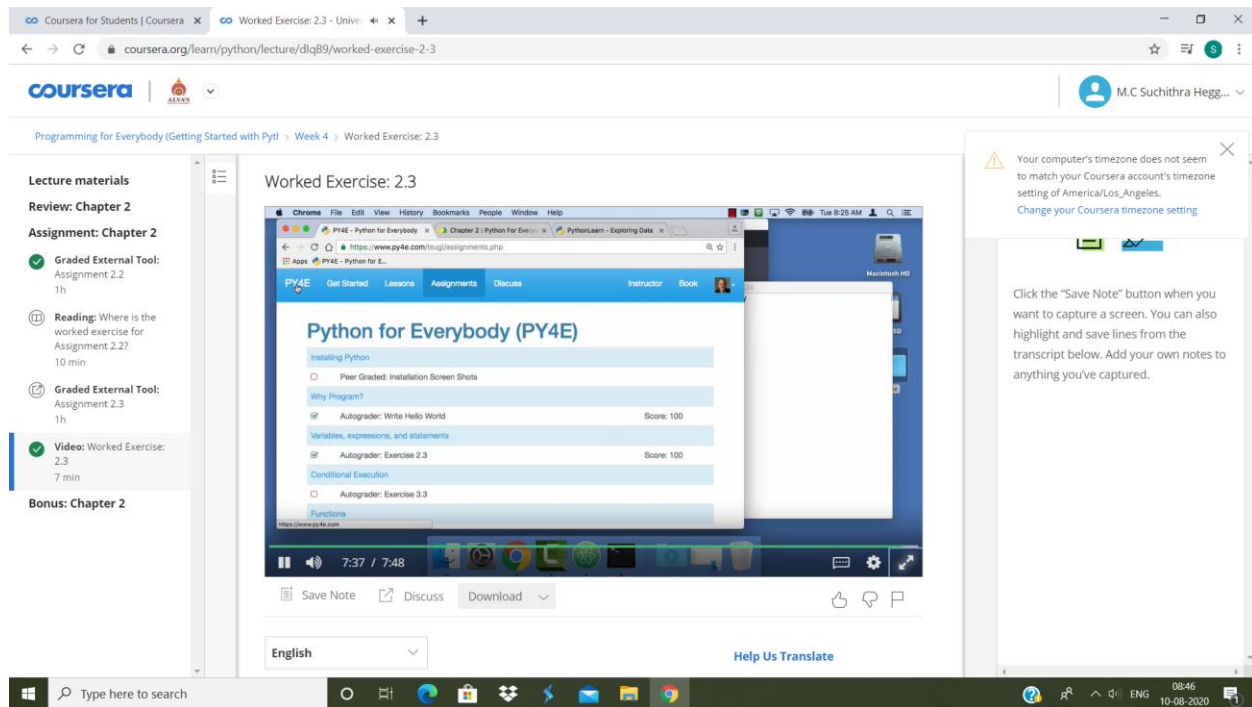 Coursera for Students | Coursera
Worked Exercise: 2.3 - Unive
coursera.org/learn/python/lecture/dlqB9/worked-exercise-2-3
S
coursera
ALVA'S
M.C Suchithra Hegg...
Programming for Everybody (Getting Started with Pytl > Week 4 > Worked Exercise: 2.3
Your computer's timezone does not seem
to match your Coursera account's timezone
setting of America/Los_Angeles.
Change your Coursera timezone setting
Lecture materials
Review: Chapter 2
Assignment: Chapter 2
Graded External Tool:
Assignment 2.2
1h
Reading: Where is the
worked exercise for
Assignment 2.2?
10 min
Graded External Tool:
Assignment 2.3
1h
Video: Worked Exercise:
2.3
7 min
Bonus: Chapter 2
Worked Exercise: 2.3
Chrome File Edit View History Bookmarks People Window Help
Tue 8:25 AM
PY4E - Python for Everybody
Chapter 2 | Python For Every
PythonLearn - Exploring Data
https://www.py4e.com/tsugi/assignments.php
Apps PY4E - Python for E...
Macintosh HD
PY4E Get Started Lessons Assignments Discuss Instructor Book
Python for Everybody (PY4E)
Installing Python
Peer Graded: Installation Screen Shots
Why Program?
Autograder: Write Hello World Score: 100
Variables, expressions, and statements
Autograder: Exercise 2.3 Score: 100
Conditional Execution
Autograder: Exercise 3.3
Functions
https://www.py4e.com
7:37 / 7:48
Save Note Discuss Download
English
Help Us Translate
Click the "Save Note" button when you
want to capture a screen. You can also
highlight and save lines from the
transcript below. Add your own notes to
anything you've captured.
Type here to search
ENG
08:46
10-08-2020
1